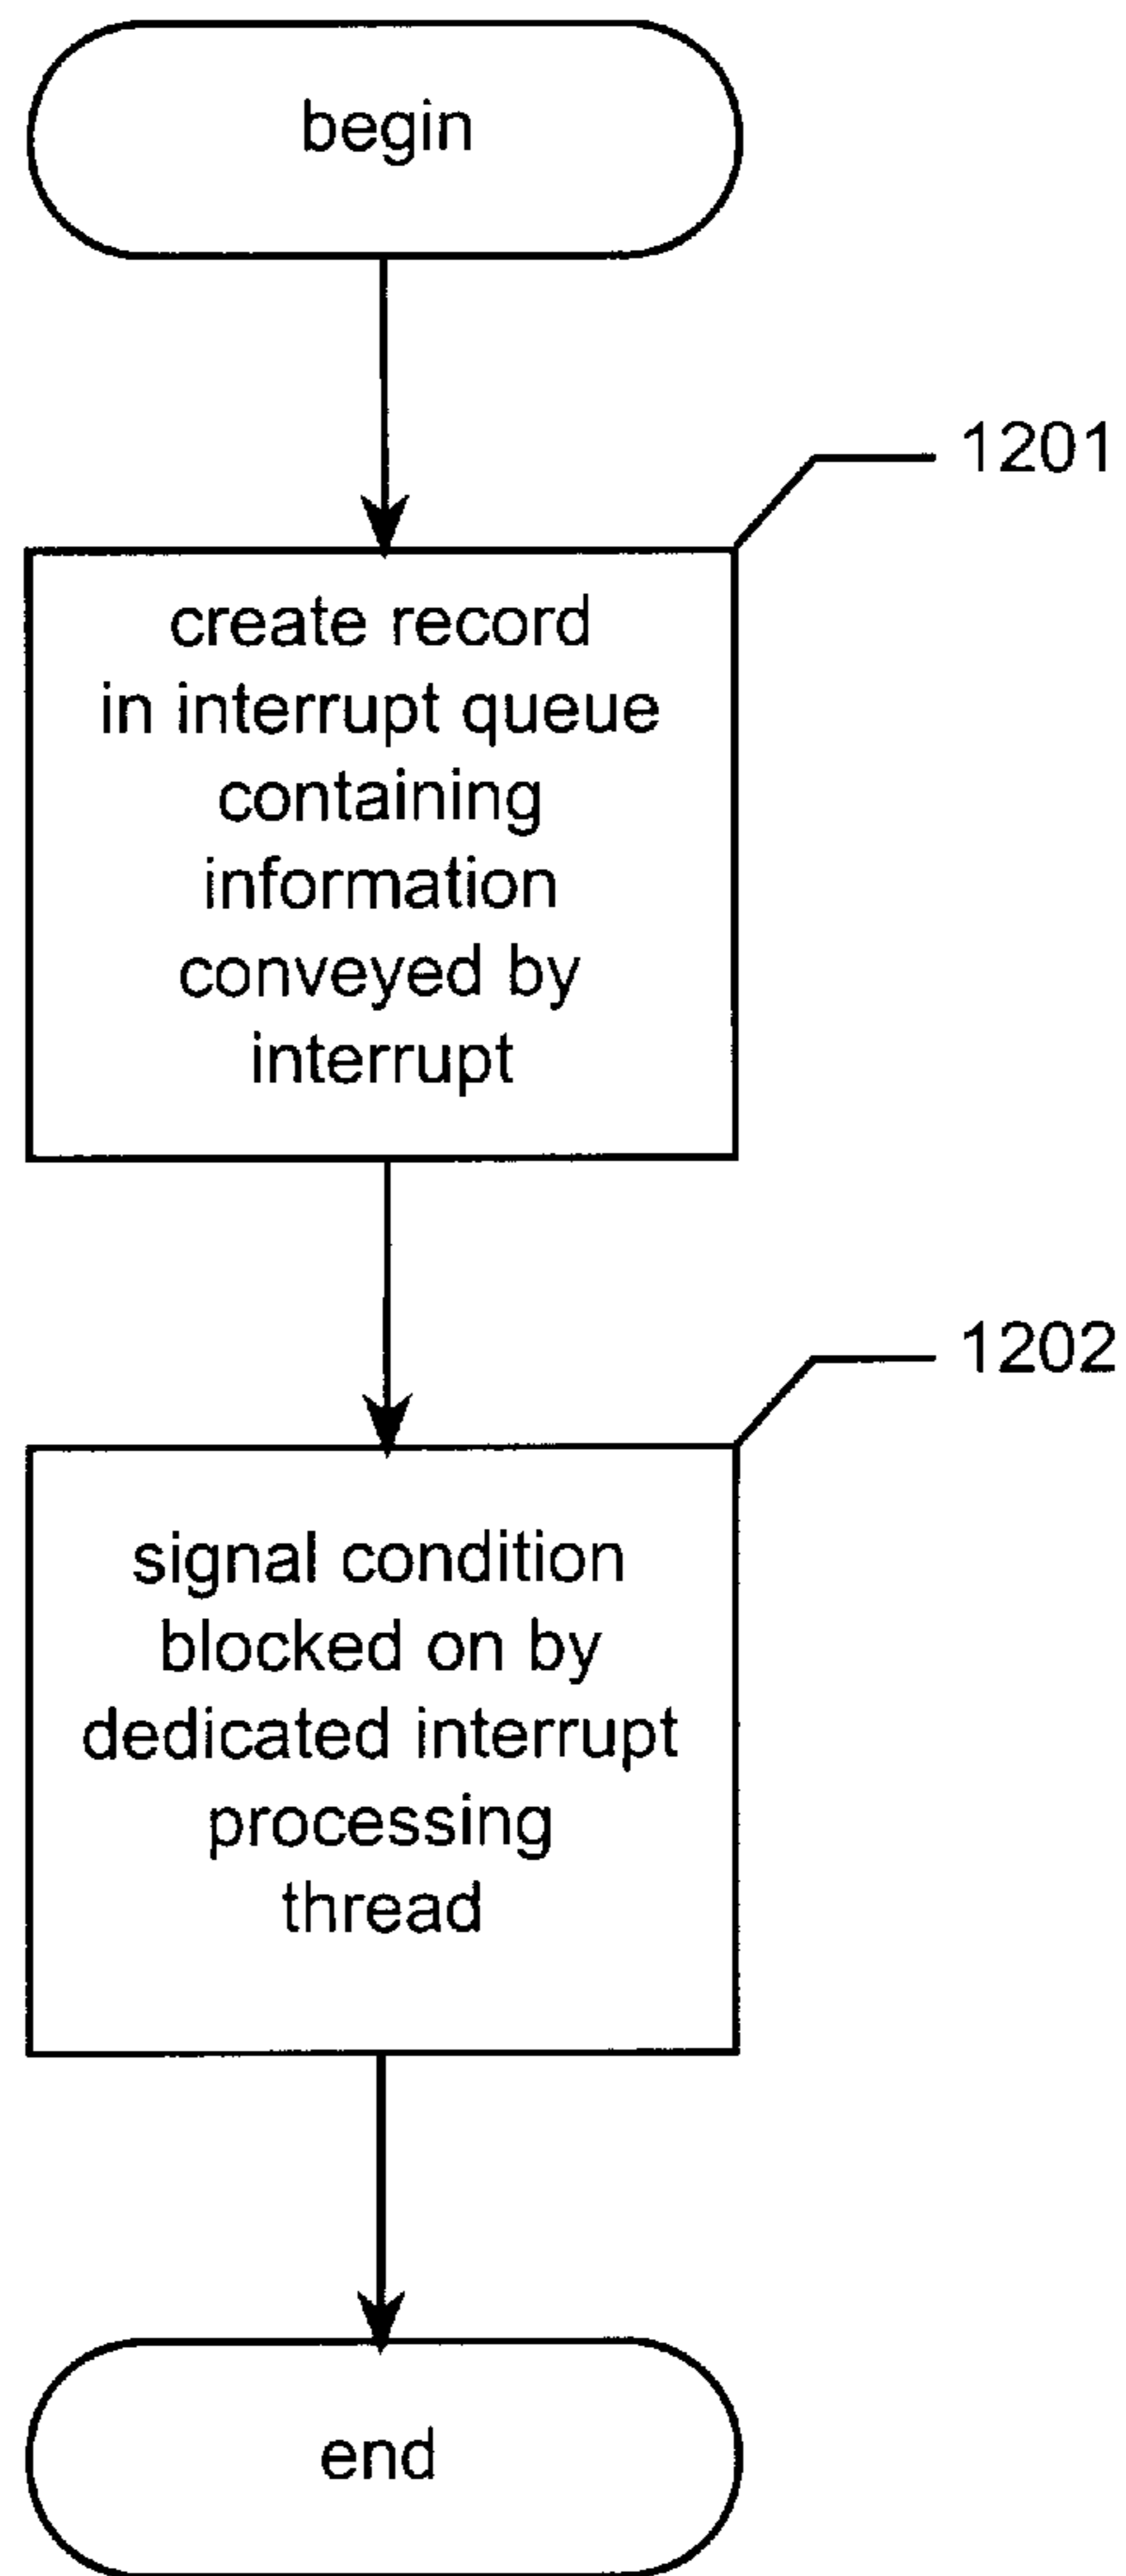 begin
1201
create record
in interrupt queue
containing
information
conveyed by
interrupt
1202
signal condition
blocked on by
dedicated interrupt
processing
thread
end